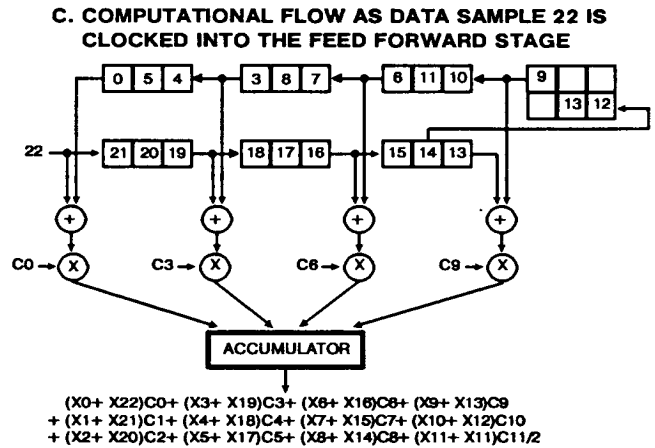 C. COMPUTATIONAL FLOW AS DATA SAMPLE 22 IS
CLOCKED INTO THE FEED FORWARD STAGE
0 5 4 3 8 7 6 11 10 9
13 12
22 21 20 19 18 17 16 15 14 13
+ + + +
C0 X C3 X C6 X C9 X
ACCUMULATOR
(X0+ X22)C0+ (X3+ X19)C3+ (X6+ X16)C6+ (X9+ X13)C9
+ (X1+ X21)C1+ (X4+ X18)C4+ (X7+ X15)C7+ (X10+ X12)C10
+ (X2+ X20)C2+ (X5+ X17)C5+ (X8+ X14)C8+ (X11+ X11)C11/2